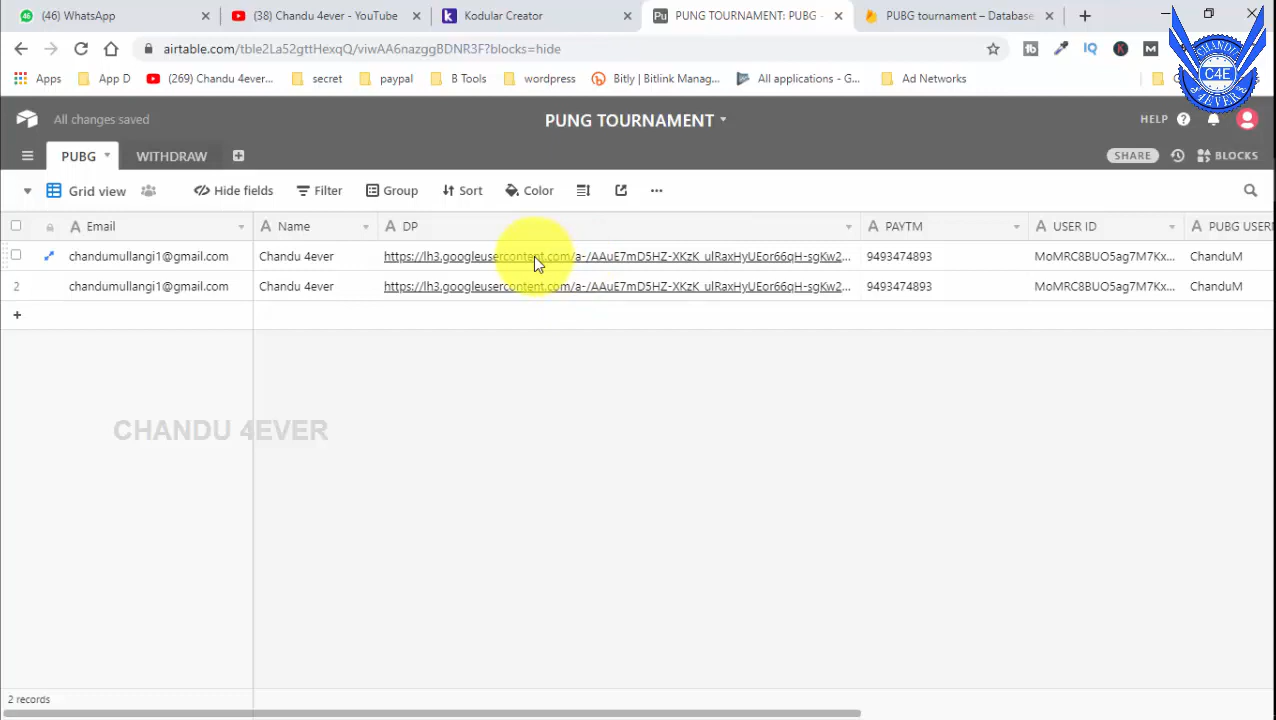 (46) WhatsApp
(38) Chandu 4ever - YouTube
Kodular Creator
PUNG TOURNAMENT: PUBG -
PUBG tournament – Database
airtable.com/tble2La52gttHexqQ/viwAA6nazggBDNR3F?blocks=hide
Apps
App D
(269) Chandu 4ever...
secret
paypal
B Tools
wordpress
Bitly | Bitlink Manag...
All applications - G...
Ad Networks
CHANDU
C4E
4EVER
All changes saved
PUNG TOURNAMENT
HELP
PUBG
WITHDRAW
SHARE
BLOCKS
Grid view
Hide fields
Filter
Group
Sort
Color
Email
Name
DP
PAYTM
USER ID
PUBG USER
chandumullangi1@gmail.com
Chandu 4ever
https://lh3.googleusercontent.com/a-/AAuE7mD5HZ-XKzK_ulRaxHyUEor66qH-sgKw2...
9493474893
MoMRC8BUO5ag7M7Kx...
ChanduM
2
chandumullangi1@gmail.com
Chandu 4ever
https://lh3.googleusercontent.com/a-/AAuE7mD5HZ-XKzK_ulRaxHyUEor66qH-sgKw2...
9493474893
MoMRC8BUO5ag7M7Kx...
ChanduM
CHANDU 4EVER
2 records